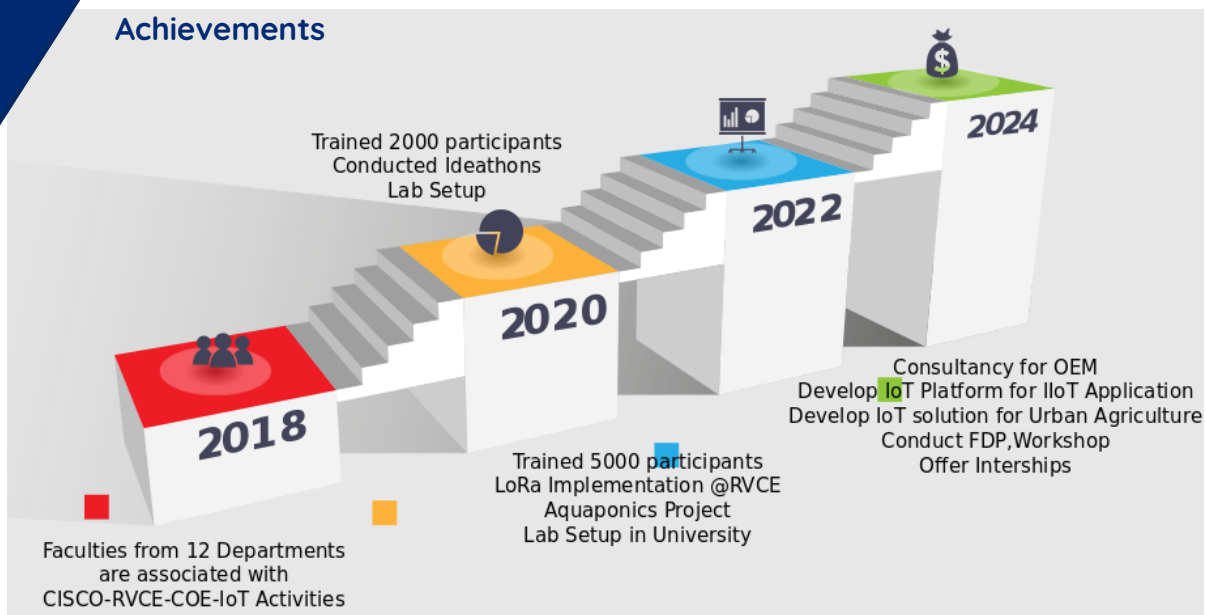 Achievements
2018
Faculties from 12 Departments
are associated with
CISCO-RVCE-COE-IoT Activities
2020
Trained 2000 participants
Conducted Ideathons
Lab Setup
2022
Trained 5000 participants
LoRa Implementation @RVCE
Aquaponics Project
Lab Setup in University
$
2024
Consultancy for OEM
Develop IoT Platform for IIoT Application
Develop IoT solution for Urban Agriculture
Conduct FDP,Workshop
Offer Interships